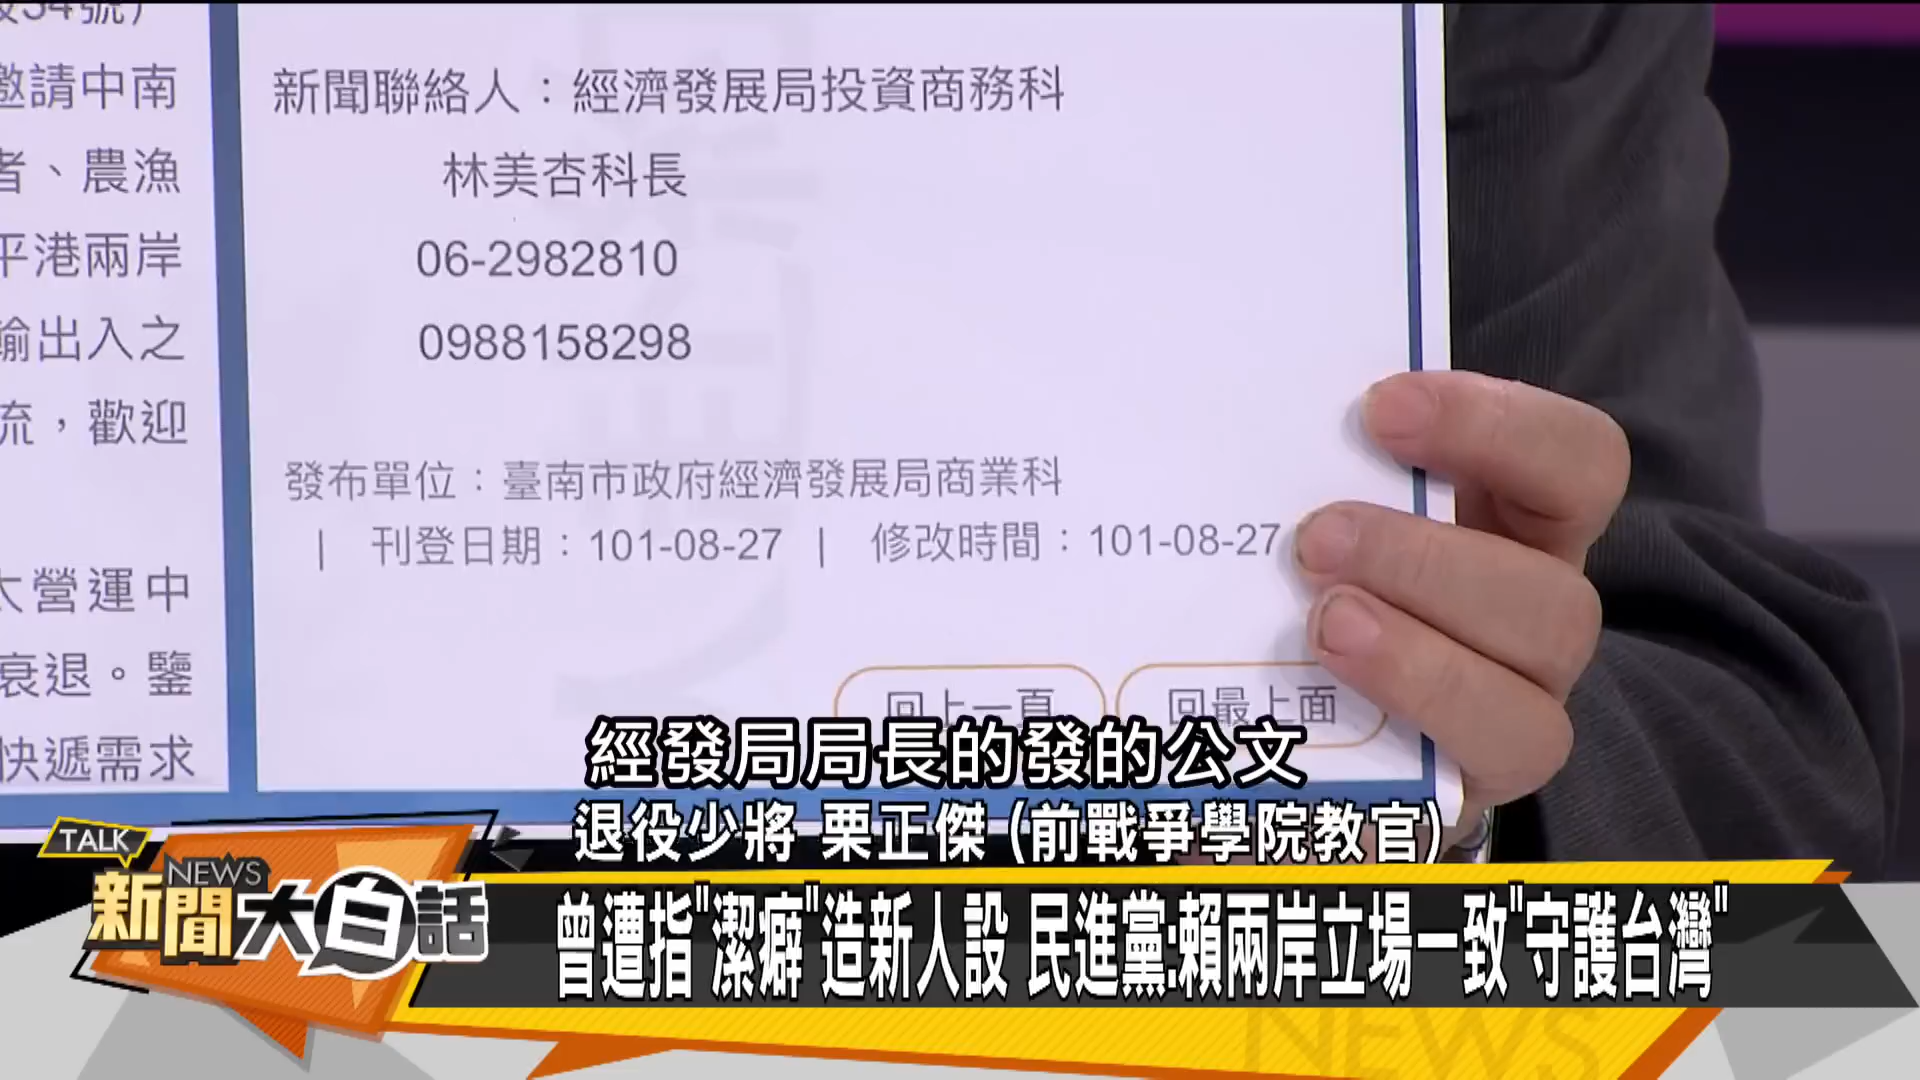 邀請中南
者、農漁
平港兩岸
輸出入之
流，歡迎
營運中
衰退。鑒
快遞需求
新聞聯絡人：經濟發展局投資商務科
林美杏科長
06-2982810
0988158298
發布單位：臺南市政府經濟發展局商業科
| 刊登日期：101-08-27 | 修改時間：101-08-27
回上一頁 回最上面
經發局局長的發的公文
退役少將 栗正傑 (前戰爭學院教官)
TALK
NEWS
新聞大白話
曾遭指"潔癖"造新人設 民進黨:賴兩岸立場一致"守護台灣"
NEWS